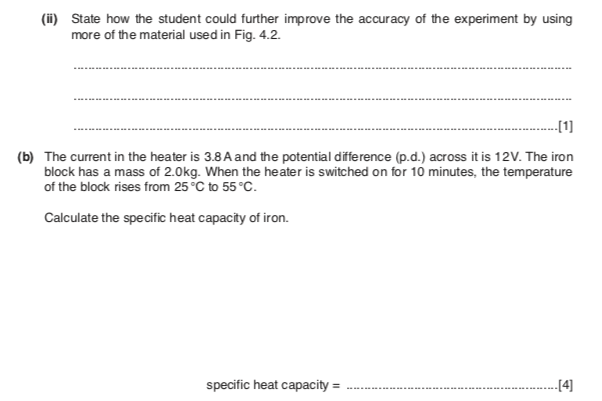 (ii) State how the student could further improve the accuracy of the experiment by using
more of the material used in Fig. 4.2.
[1]
(b) The current in the heater is 3.8 A and the potential difference (p.d.) across it is 12V. The iron
block has a mass of 2.0kg. When the heater is switched on for 10 minutes, the temperature
of the block rises from 25 °C to 55 °C.
Calculate the specific heat capacity of iron.
specific heat capacity = [4]